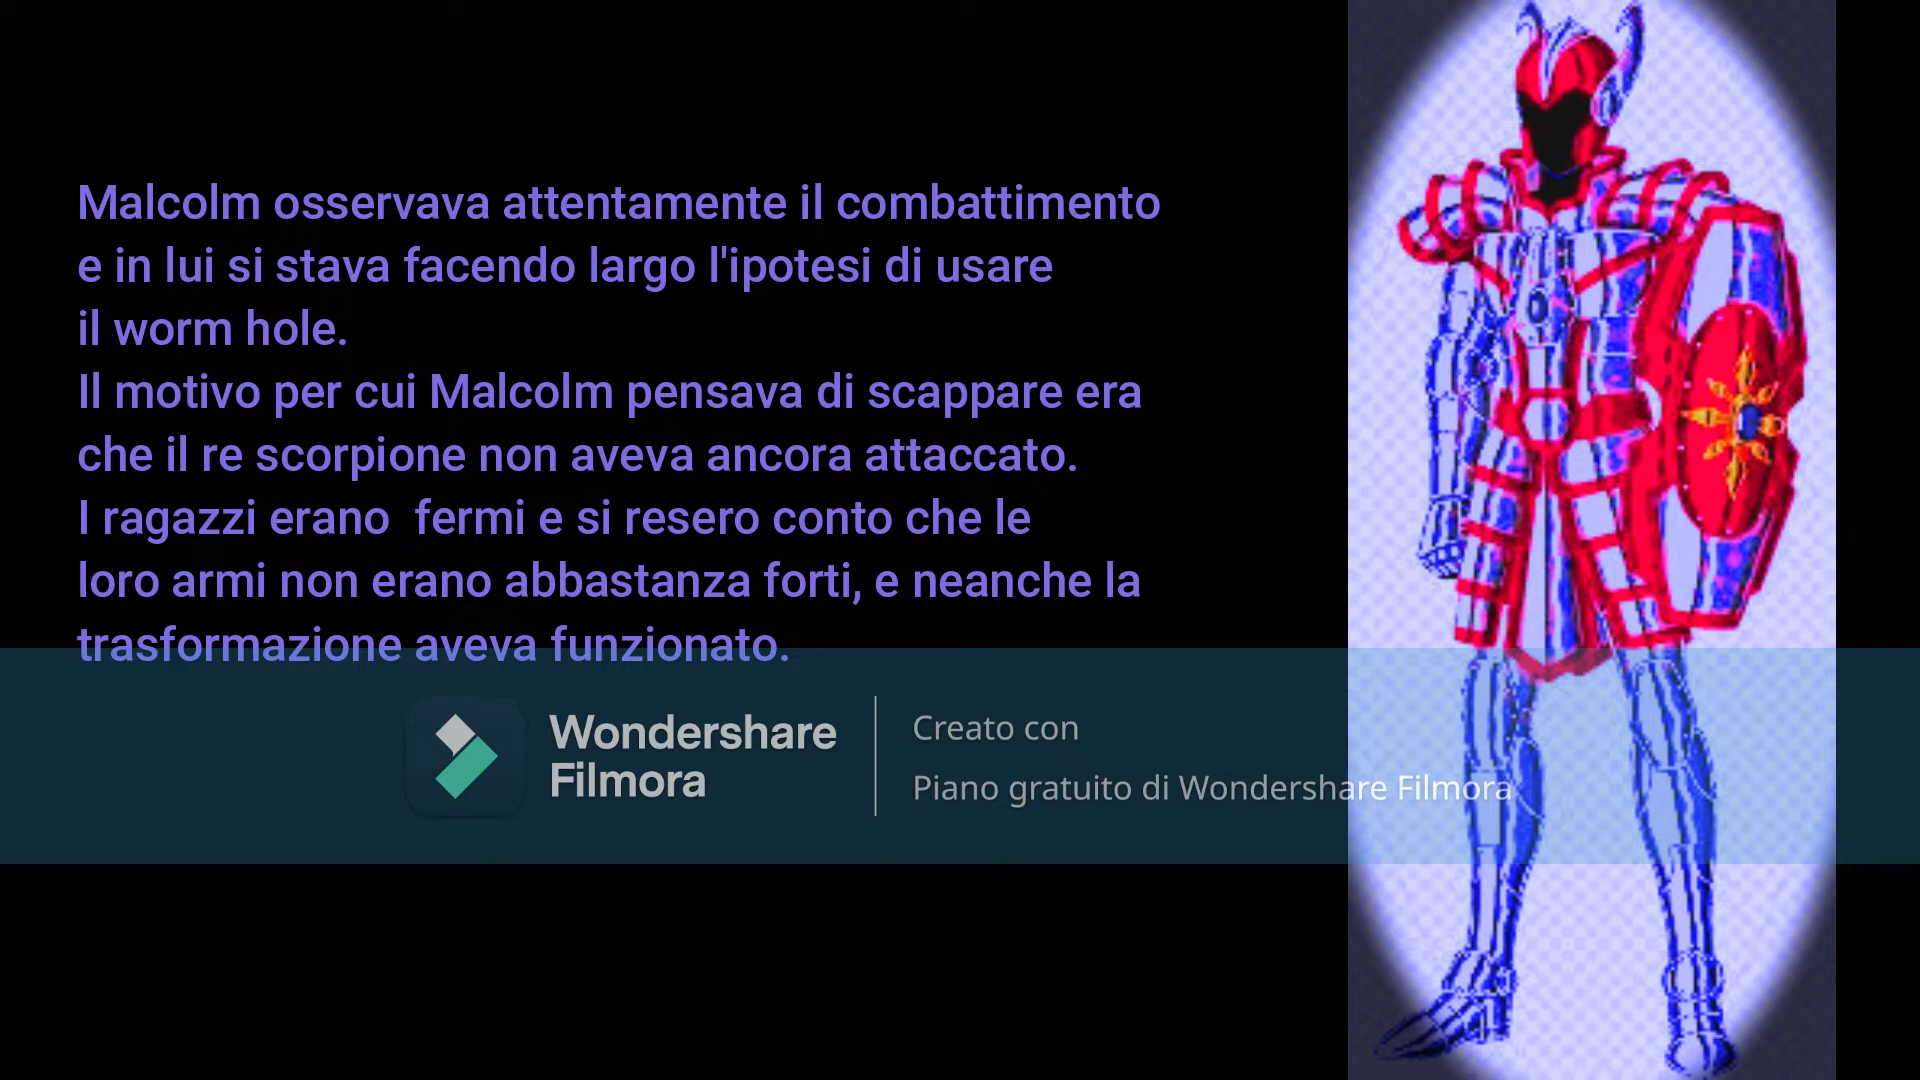 Malcolm osservava attentamente il combattimento
e in lui si stava facendo largo l'ipotesi di usare
il worm hole.
Il motivo per cui Malcolm pensava di scappare era
che il re scorpione non aveva ancora attaccato.
I ragazzi erano  fermi e si resero conto che le
loro armi non erano abbastanza forti, e neanche la
trasformazione aveva funzionato.
Wondershare
Filmora
Creato con
Piano gratuito di Wondershare Filmora